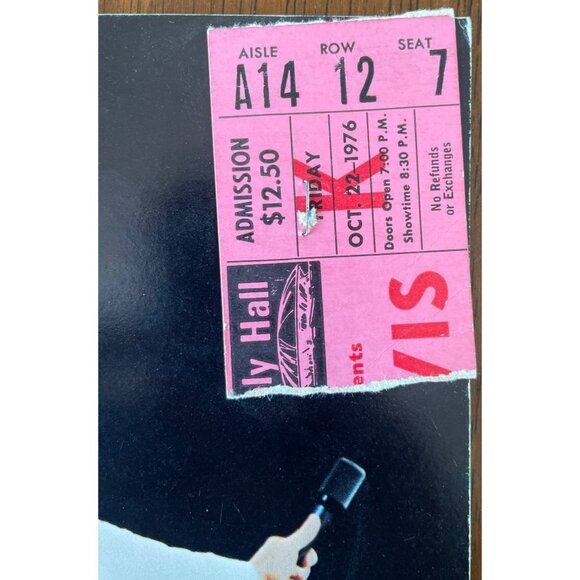 AISLE ROW SEAT
A14 12 7
ADMISSION
$12.50
FRIDAY
K
OCT. 22-1976
Doors Open 7:00 P.M.
Showtime 8:30 P.M.
No Refunds
or Exchanges
ly Hall
ents
VIS